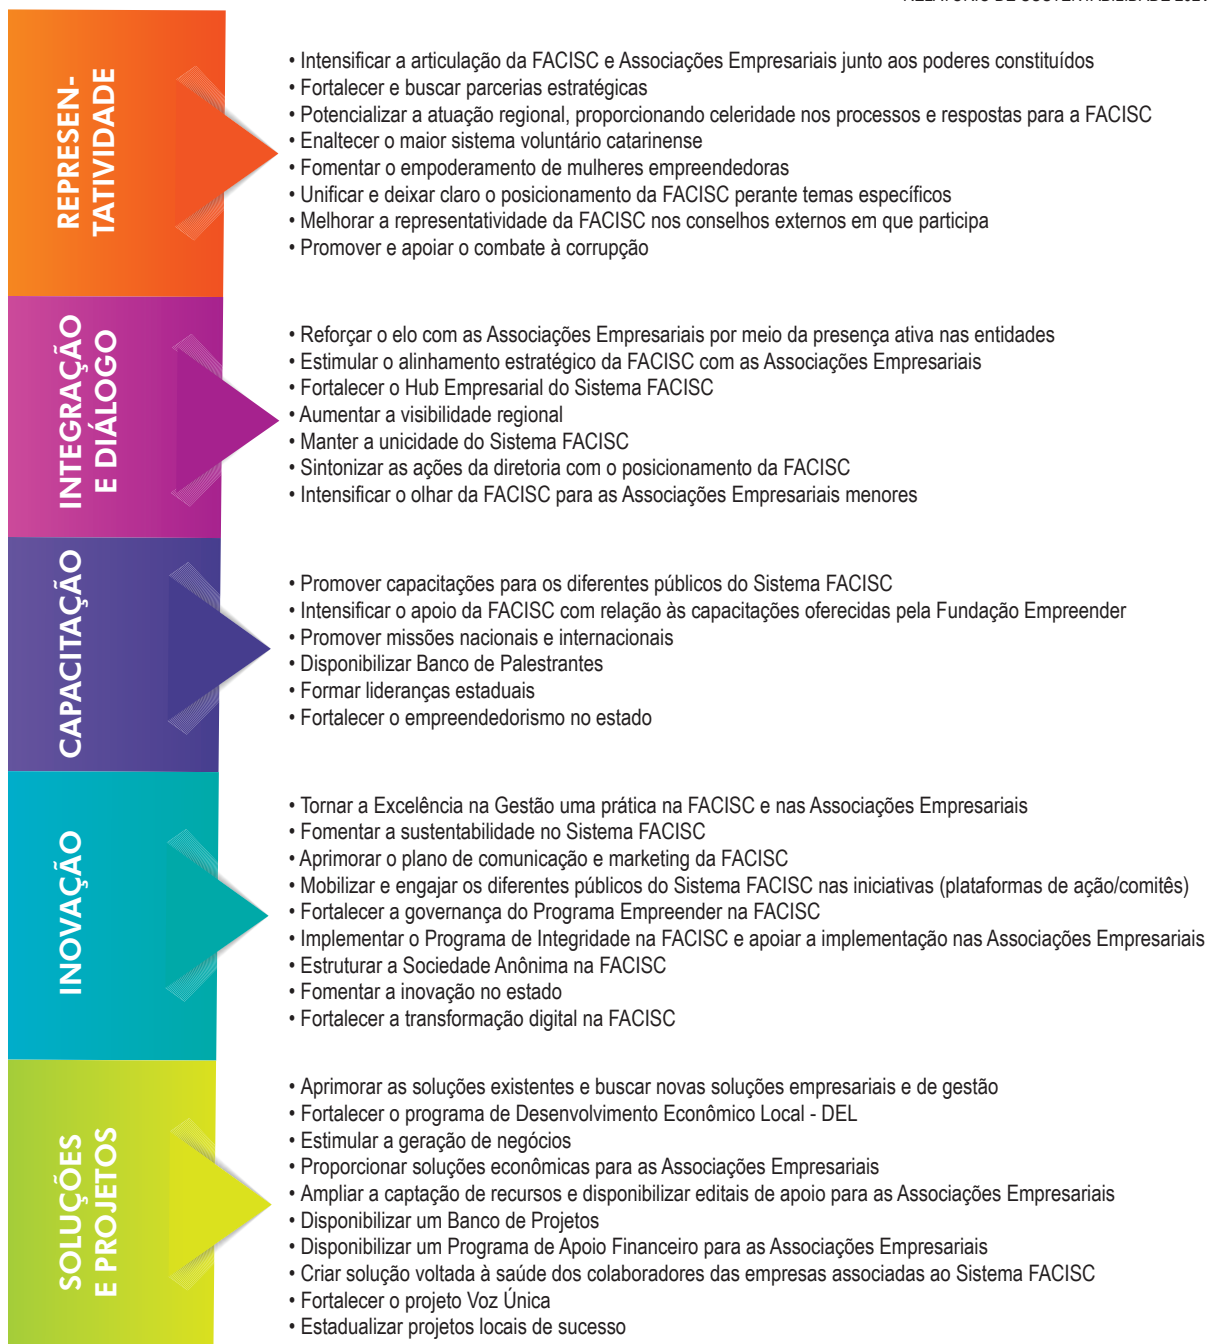 REPRESEN-
TATIVIDADE
• Intensificar a articulação da FACISC e Associações Empresariais junto aos poderes constituídos
• Fortalecer e buscar parcerias estratégicas
• Potencializar a atuação regional, proporcionando celeridade nos processos e respostas para a FACISC
• Enaltecer o maior sistema voluntário catarinense
• Fomentar o empoderamento de mulheres empreendedoras
• Unificar e deixar claro o posicionamento da FACISC perante temas específicos
• Melhorar a representatividade da FACISC nos conselhos externos em que participa
• Promover e apoiar o combate à corrupção
INTEGRAÇÃO
E DIÁLOGO
• Reforçar o elo com as Associações Empresariais por meio da presença ativa nas entidades
• Estimular o alinhamento estratégico da FACISC com as Associações Empresariais
• Fortalecer o Hub Empresarial do Sistema FACISC
• Aumentar a visibilidade regional
• Manter a unicidade do Sistema FACISC
• Sintonizar as ações da diretoria com o posicionamento da FACISC
• Intensificar o olhar da FACISC para as Associações Empresariais menores
CAPACITAÇÃO
• Promover capacitações para os diferentes públicos do Sistema FACISC
• Intensificar o apoio da FACISC com relação às capacitações oferecidas pela Fundação Empreender
• Promover missões nacionais e internacionais
• Disponibilizar Banco de Palestrantes
• Formar lideranças estaduais
• Fortalecer o empreendedorismo no estado
INOVAÇÃO
• Tornar a Excelência na Gestão uma prática na FACISC e nas Associações Empresariais
• Fomentar a sustentabilidade no Sistema FACISC
• Aprimorar o plano de comunicação e marketing da FACISC
• Mobilizar e engajar os diferentes públicos do Sistema FACISC nas iniciativas (plataformas de ação/comitês)
• Fortalecer a governança do Programa Empreender na FACISC
• Implementar o Programa de Integridade na FACISC e apoiar a implementação nas Associações Empresariais
• Estruturar a Sociedade Anônima na FACISC
• Fomentar a inovação no estado
• Fortalecer a transformação digital na FACISC
SOLUÇÕES
E PROJETOS
• Aprimorar as soluções existentes e buscar novas soluções empresariais e de gestão
• Fortalecer o programa de Desenvolvimento Econômico Local - DEL
• Estimular a geração de negócios
• Proporcionar soluções econômicas para as Associações Empresariais
• Ampliar a captação de recursos e disponibilizar editais de apoio para as Associações Empresariais
• Disponibilizar um Banco de Projetos
• Disponibilizar um Programa de Apoio Financeiro para as Associações Empresariais
• Criar solução voltada à saúde dos colaboradores das empresas associadas ao Sistema FACISC
• Fortalecer o projeto Voz Única
• Estadualizar projetos locais de sucesso